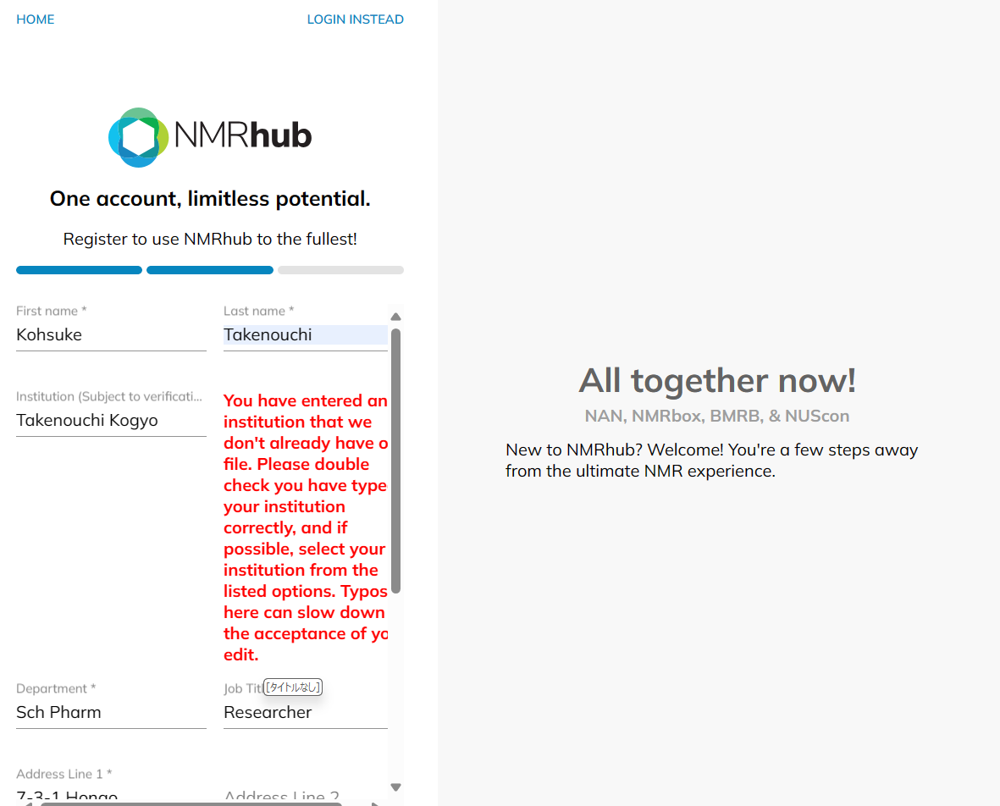 HOME
LOGIN INSTEAD
NMRhub
One account, limitless potential.
Register to use NMRhub to the fullest!
First name *
Last name *
Kohsuke
Takenouchi
Institution (Subject to verificati...
Takenouchi Kogyo
You have entered an
institution that we
don't already have o
file. Please double
check you have type
your institution
correctly, and if
possible, select your
institution from the
listed options. Typos
here can slow down
the acceptance of yo
edit.
Department *
Job Titl
[タイトルなし]
Sch Pharm
Researcher
Address Line 1 *
7-3-1 Hongo
Address Line 2
All together now!
NAN, NMRbox, BMRB, & NUScon
New to NMRhub? Welcome! You're a few steps away
from the ultimate NMR experience.